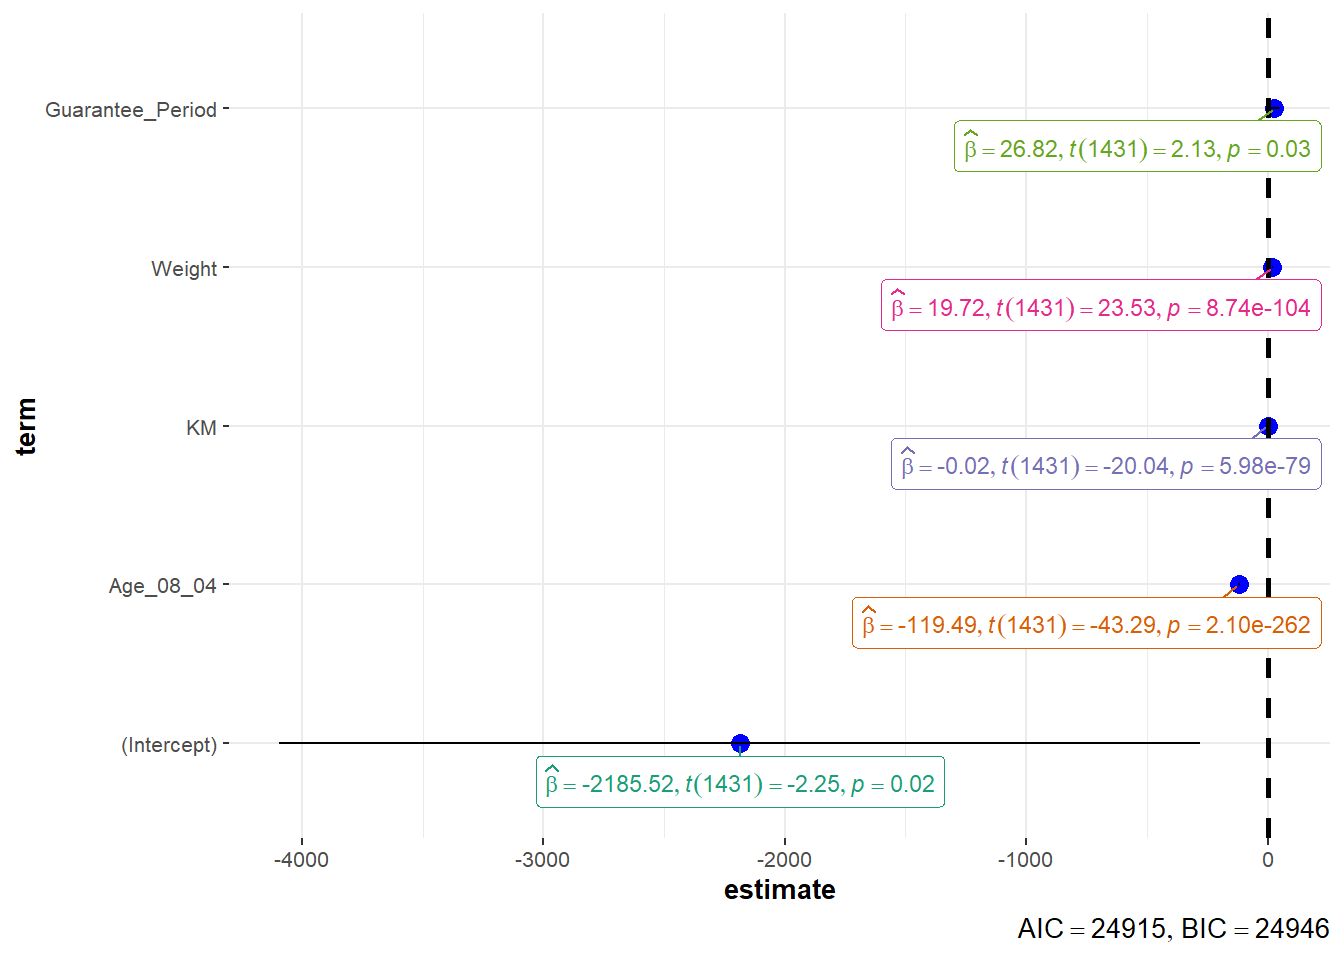 Guarantee_Period
β̂ = 26.82, t(1431) = 2.13, p = 0.03
Weight
β̂ = 19.72, t(1431) = 23.53, p = 8.74e-104
term
KM
β̂ = -0.02, t(1431) = -20.04, p = 5.98e-79
Age_08_04
β̂ = -119.49, t(1431) = -43.29, p = 2.10e-262
(Intercept)
β̂ = -2185.52, t(1431) = -2.25, p = 0.02
-4000 -3000 -2000 -1000 0
estimate
AIC = 24915, BIC = 24946